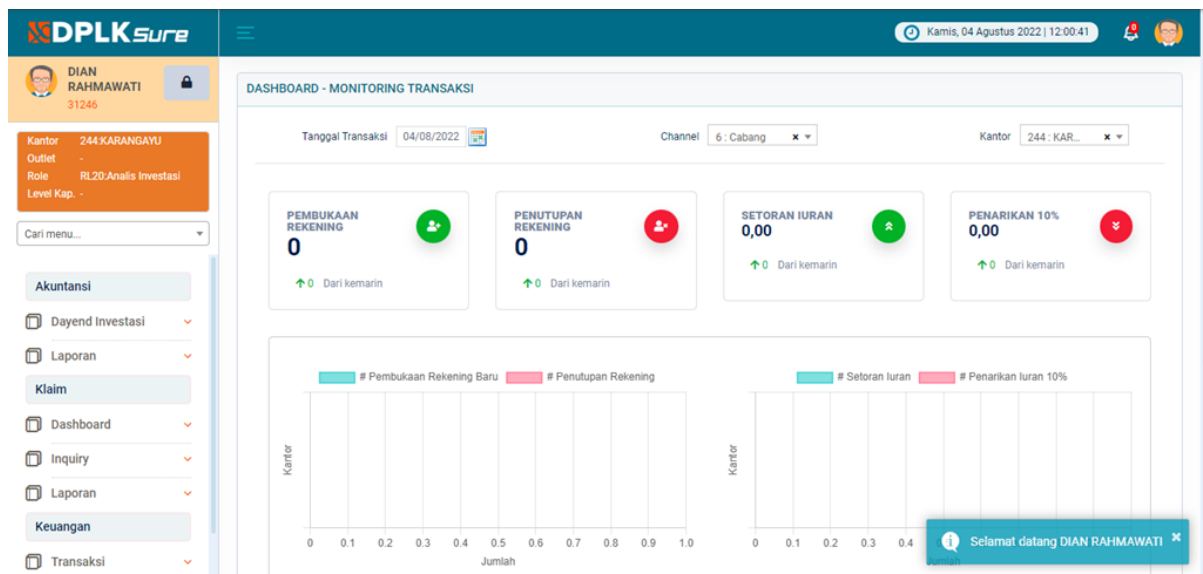 DPLKSure
Kamis, 04 Agustus 2022 | 12:00:41
DIAN
RAHMAWATI
31246
Kantor 244:KARANGAYU
Outlet -
Role RL20:Analis Investasi
Level Kap. -
Cari menu...
Akuntansi
Dayend Investasi
Laporan
Klaim
Dashboard
Inquiry
Laporan
Keuangan
Transaksi
DASHBOARD - MONITORING TRANSAKSI
Tanggal Transaksi 04/08/2022
Channel 6 : Cabang × 
Kantor 244 : KAR... ×
PEMBUKAAN
REKENING
0
0 Dari kemarin
PENUTUPAN
REKENING
0
0 Dari kemarin
SETORAN IURAN
0,00
0 Dari kemarin
PENARIKAN 10%
0,00
0 Dari kemarin
# Pembukaan Rekening Baru # Penutupan Rekening
Kantor
0 0.1 0.2 0.3 0.4 0.5 0.6 0.7 0.8 0.9 1.0
Jumlah
# Setoran Iuran # Penarikan Iuran 10%
Kantor
0 0.1 0.2 0.3 0.4
Jumlah
Selamat datang DIAN RAHMAWATI ×